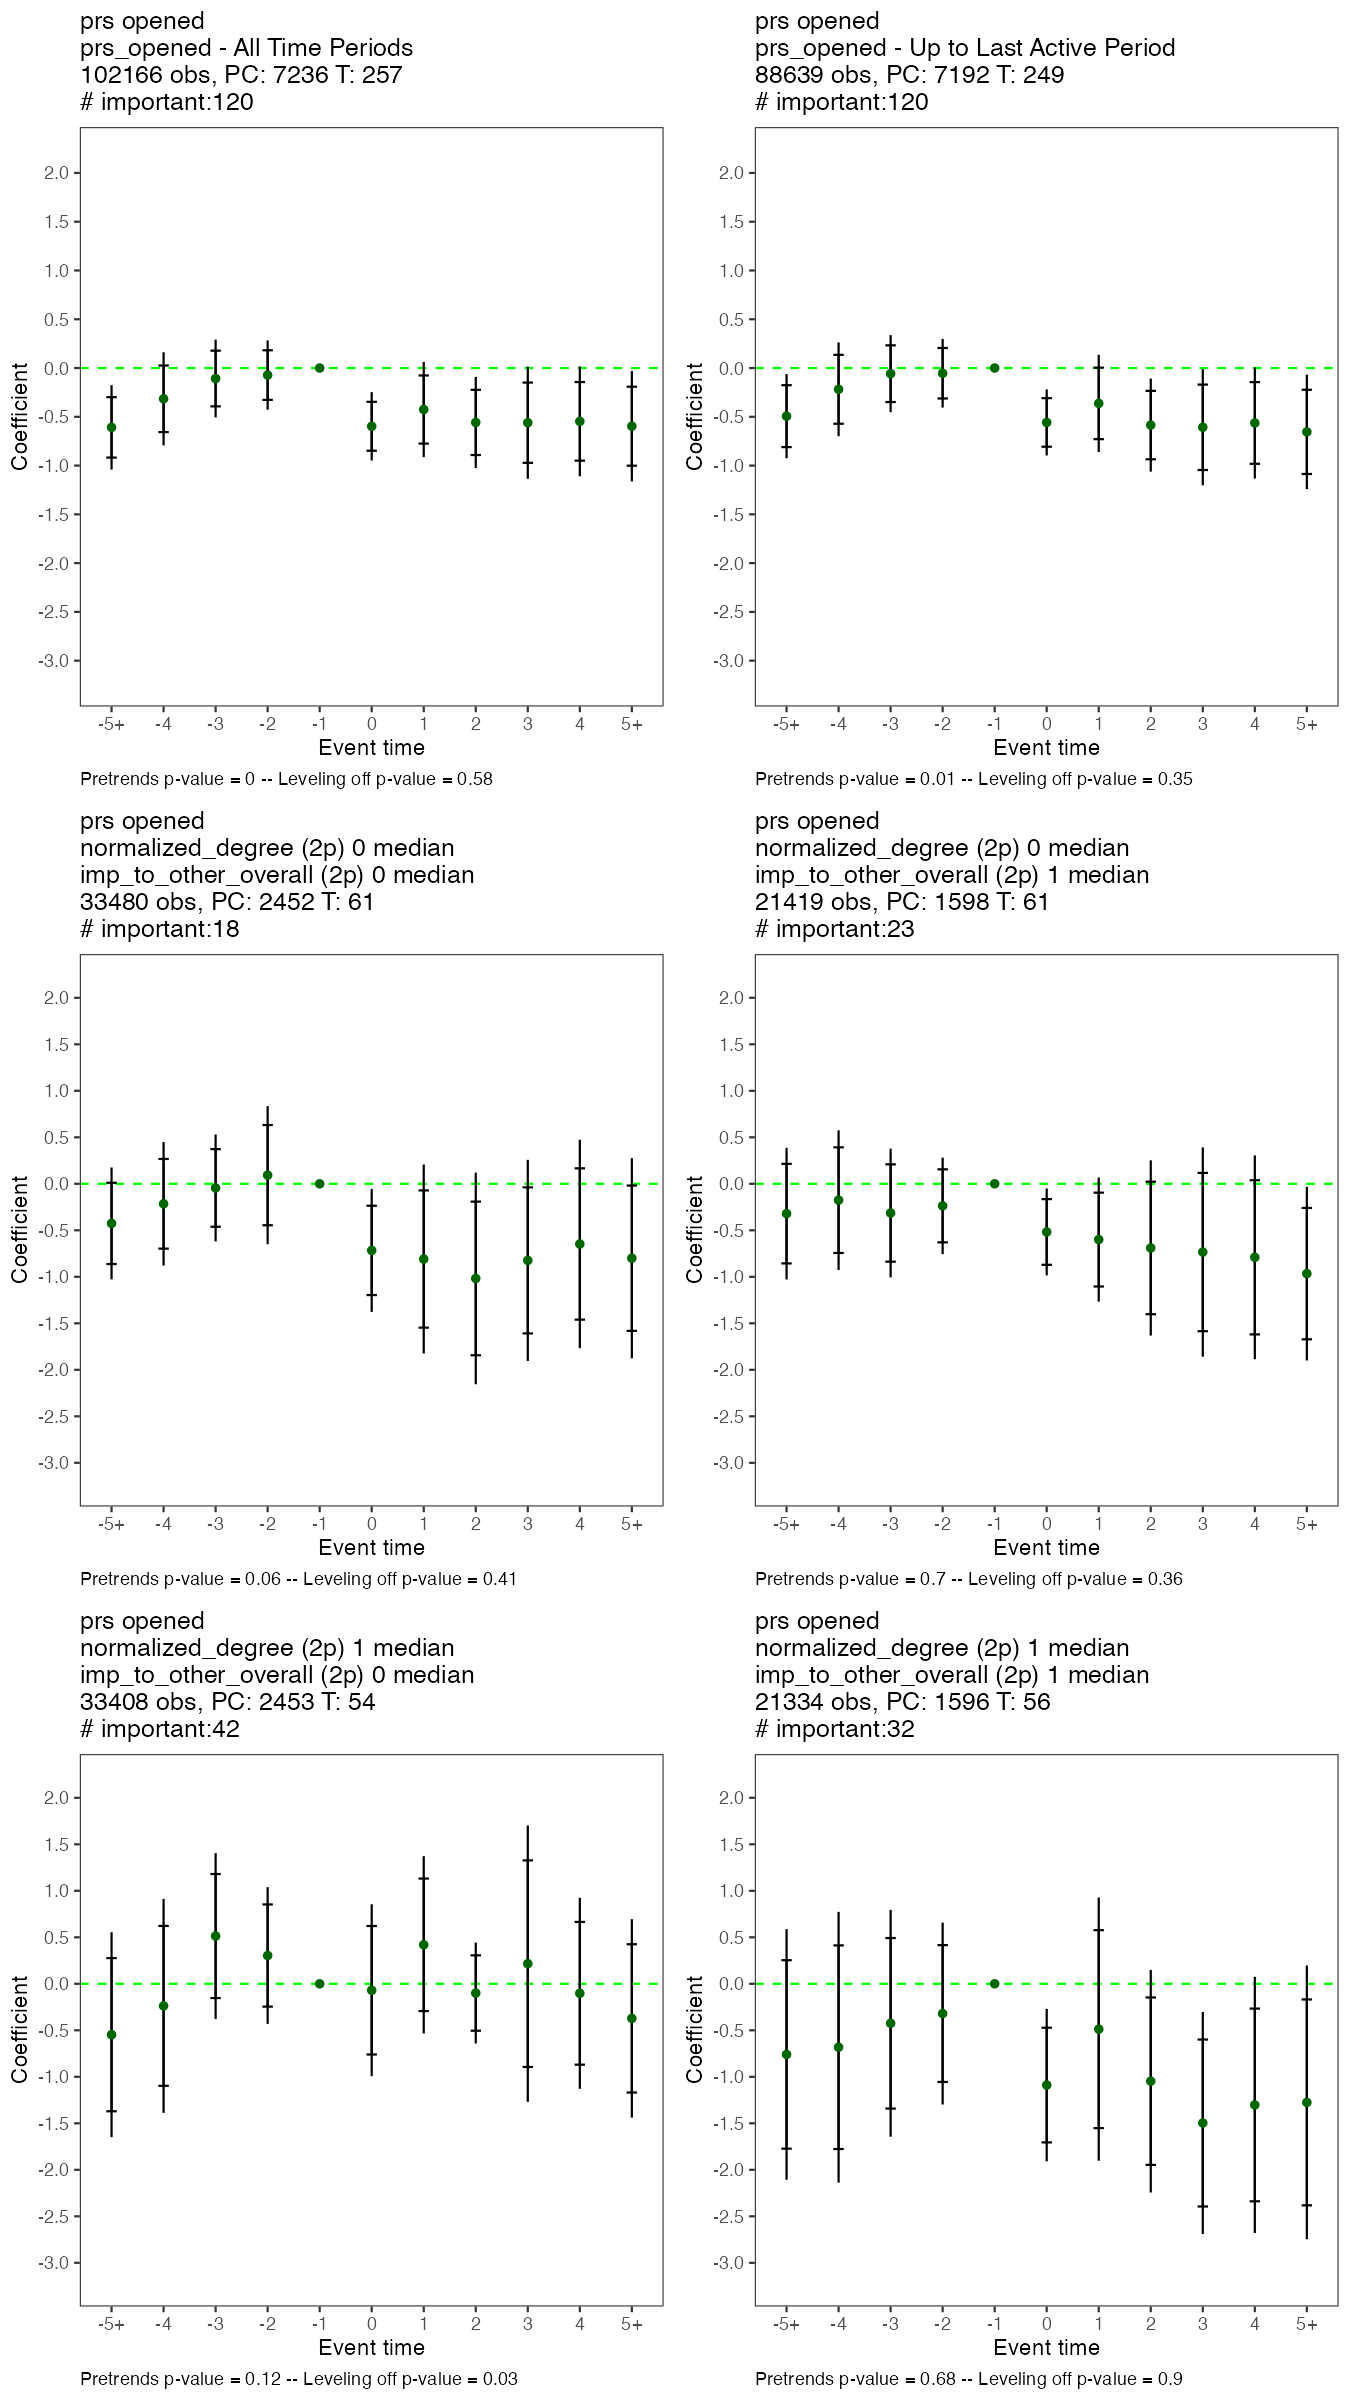 prs opened
prs_opened - All Time Periods
102166 obs, PC: 7236 T: 257
# important:120
2.0
1.5
1.0
0.5
0.0
-0.5
-1.0
-1.5
-2.0
-2.5
-3.0
Coefficient
-5+ -4 -3 -2 -1 0 1 2 3 4 5+
Event time
Pretrends p-value = 0 -- Leveling off p-value = 0.58
prs opened
prs_opened - Up to Last Active Period
88639 obs, PC: 7192 T: 249
# important:120
2.0
1.5
1.0
0.5
0.0
-0.5
-1.0
-1.5
-2.0
-2.5
-3.0
Coefficient
-5+ -4 -3 -2 -1 0 1 2 3 4 5+
Event time
Pretrends p-value = 0.01 -- Leveling off p-value = 0.35
prs opened
normalized_degree (2p) 0 median
imp_to_other_overall (2p) 0 median
33480 obs, PC: 2452 T: 61
# important:18
2.0
1.5
1.0
0.5
0.0
-0.5
-1.0
-1.5
-2.0
-2.5
-3.0
Coefficient
-5+ -4 -3 -2 -1 0 1 2 3 4 5+
Event time
Pretrends p-value = 0.06 -- Leveling off p-value = 0.41
prs opened
normalized_degree (2p) 0 median
imp_to_other_overall (2p) 1 median
21419 obs, PC: 1598 T: 61
# important:23
2.0
1.5
1.0
0.5
0.0
-0.5
-1.0
-1.5
-2.0
-2.5
-3.0
Coefficient
-5+ -4 -3 -2 -1 0 1 2 3 4 5+
Event time
Pretrends p-value = 0.7 -- Leveling off p-value = 0.36
prs opened
normalized_degree (2p) 1 median
imp_to_other_overall (2p) 0 median
33408 obs, PC: 2453 T: 54
# important:42
2.0
1.5
1.0
0.5
0.0
-0.5
-1.0
-1.5
-2.0
-2.5
-3.0
Coefficient
-5+ -4 -3 -2 -1 0 1 2 3 4 5+
Event time
Pretrends p-value = 0.12 -- Leveling off p-value = 0.03
prs opened
normalized_degree (2p) 1 median
imp_to_other_overall (2p) 1 median
21334 obs, PC: 1596 T: 56
# important:32
2.0
1.5
1.0
0.5
0.0
-0.5
-1.0
-1.5
-2.0
-2.5
-3.0
Coefficient
-5+ -4 -3 -2 -1 0 1 2 3 4 5+
Event time
Pretrends p-value = 0.68 -- Leveling off p-value = 0.9